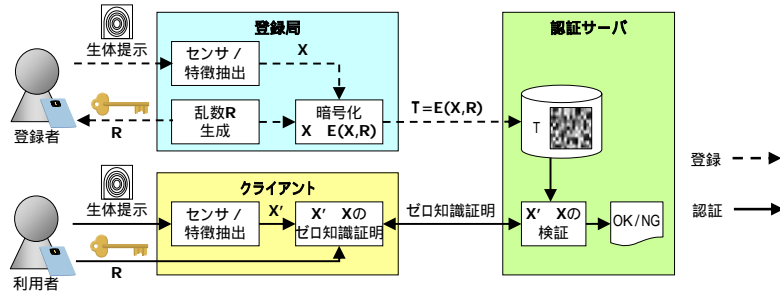 登録局
認証サーバ
生体提示
センサ /
特徴抽出
X
登録者
R
乱数R
生成
暗号化
X E(X,R)
T=E(X,R)
T
登録
認証
クライアント
生体提示
センサ /
特徴抽出
X'
X' Xの
ゼロ知識証明
ゼロ知識証明
X' Xの
検証
OK/NG
R
利用者